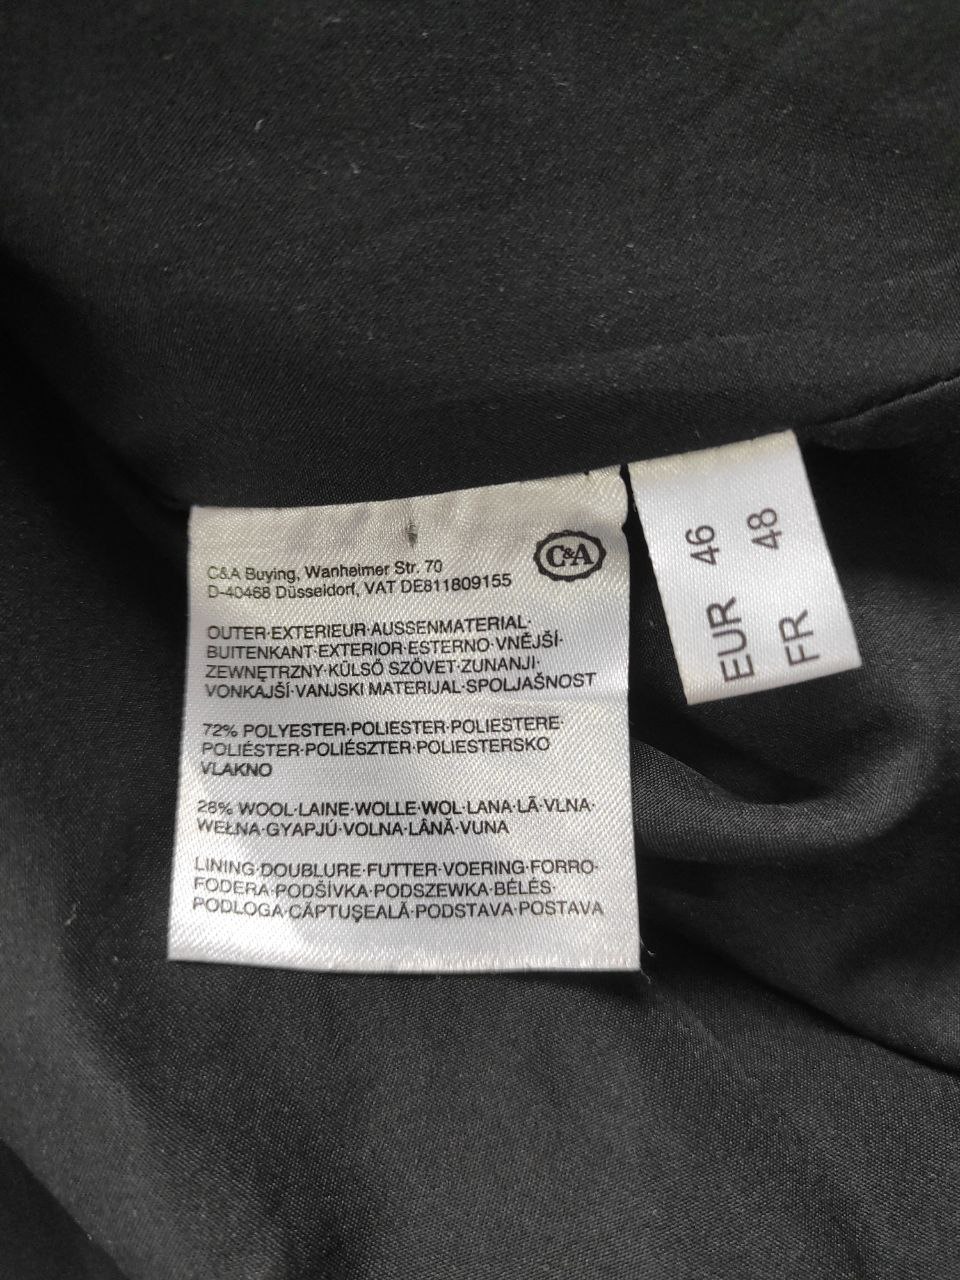 C&A
C&A Buying, Wanheimer Str. 70
D-40468 Düsseldorf, VAT DE811809155
OUTER·EXTERIEUR·AUSSENMATERIAL·
BUITENKANT·EXTERIOR·ESTERNO·VNĚJŠÍ·
ZEWNĘTRZNY·KÜLSŐ SZÖVET·ZUNANJI·
VONKAJŠÍ·VANJSKI MATERIJAL·SPOLJAŠNOST
72% POLYESTER·POLIESTER·POLIESTERE·
POLIÉSTER·POLIÉSZTER·POLIESTERSKO
VLAKNO
28% WOOL·LAINE·WOLLE·WOL·LANA·LÃ·VLNA·
WEŁNA·GYAPJÚ·VOLNA·LÂNĂ·VUNA
LINING·DOUBLURE·FUTTER·VOERING·FORRO·
FODERA·PODŠÍVKA·PODSZEWKA·BÉLÉS·
PODLOGA·CĂPTUŞEALĂ·PODSTAVA·POSTAVA
EUR 46
FR 48